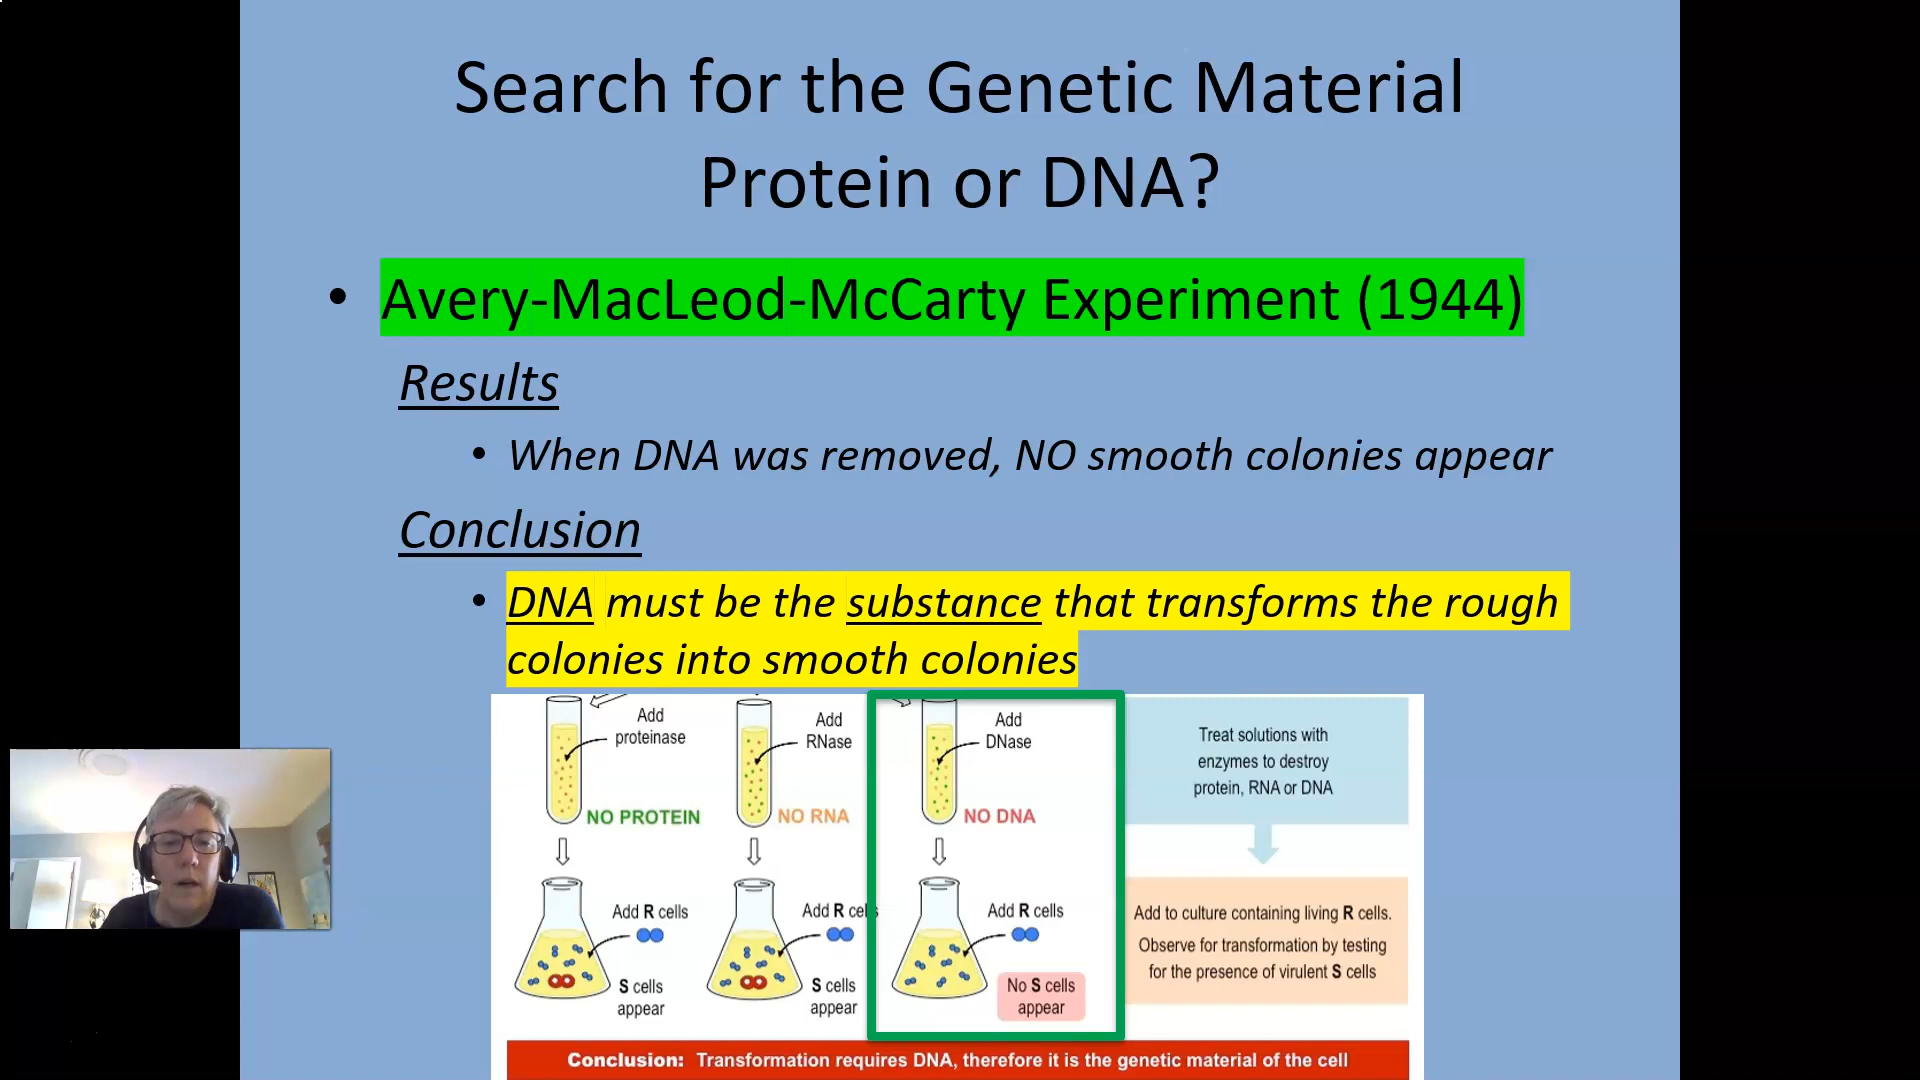 Search for the Genetic Material
Protein or DNA?
• Avery-MacLeod-McCarty Experiment (1944)
Results
• When DNA was removed, NO smooth colonies appear
Conclusion
• DNA must be the substance that transforms the rough
colonies into smooth colonies
Add
proteinase
NO PROTEIN
Add
RNase
NO RNA
Add
DNase
NO DNA
Treat solutions with
enzymes to destroy
protein, RNA or DNA
Add R cells
S cells
appear
Add R cells
S cells
appear
Add R cells
No S cells
appear
Add to culture containing living R cells.
Observe for transformation by testing
for the presence of virulent S cells
Conclusion: Transformation requires DNA, therefore it is the genetic material of the cell